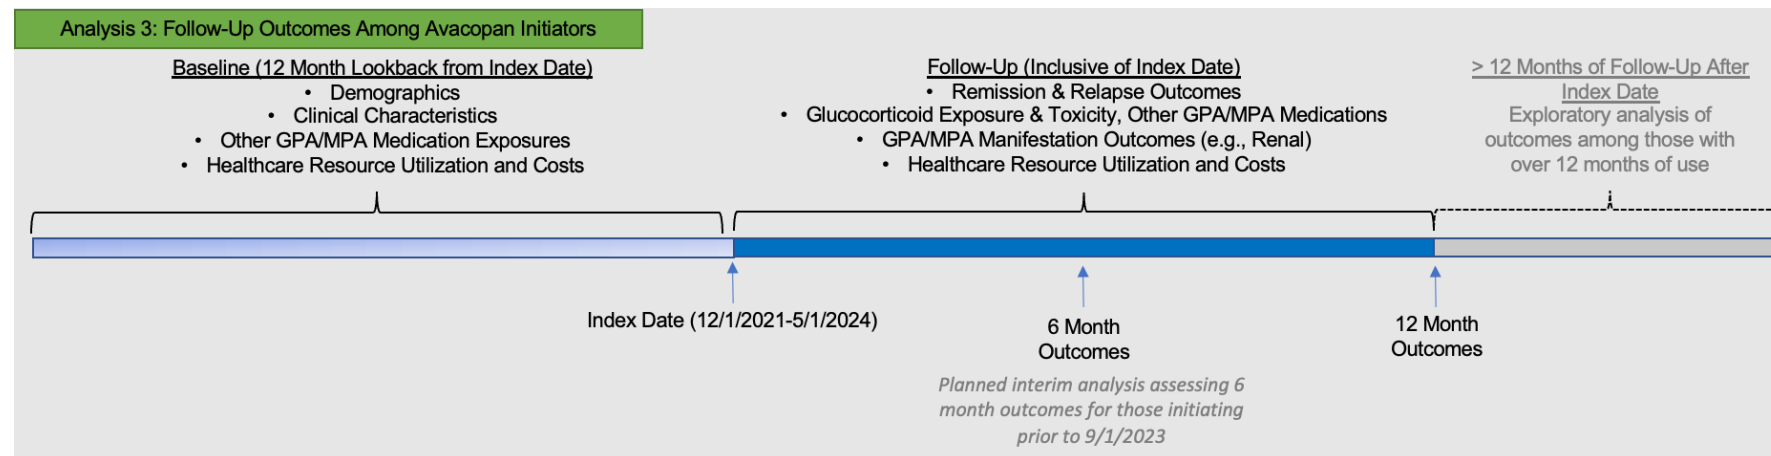 Analysis 3: Follow-Up Outcomes Among Avacopan Initiators
Baseline (12 Month Lookback from Index Date)
• Demographics
• Clinical Characteristics
• Other GPA/MPA Medication Exposures
• Healthcare Resource Utilization and Costs
Follow-Up (Inclusive of Index Date)
• Remission & Relapse Outcomes
• Glucocorticoid Exposure & Toxicity, Other GPA/MPA Medications
• GPA/MPA Manifestation Outcomes (e.g., Renal)
• Healthcare Resource Utilization and Costs
> 12 Months of Follow-Up After
Index Date
Exploratory analysis of
outcomes among those with
over 12 months of use
Index Date (12/1/2021-5/1/2024)
6 Month
Outcomes
Planned interim analysis assessing 6
month outcomes for those initiating
prior to 9/1/2023
12 Month
Outcomes